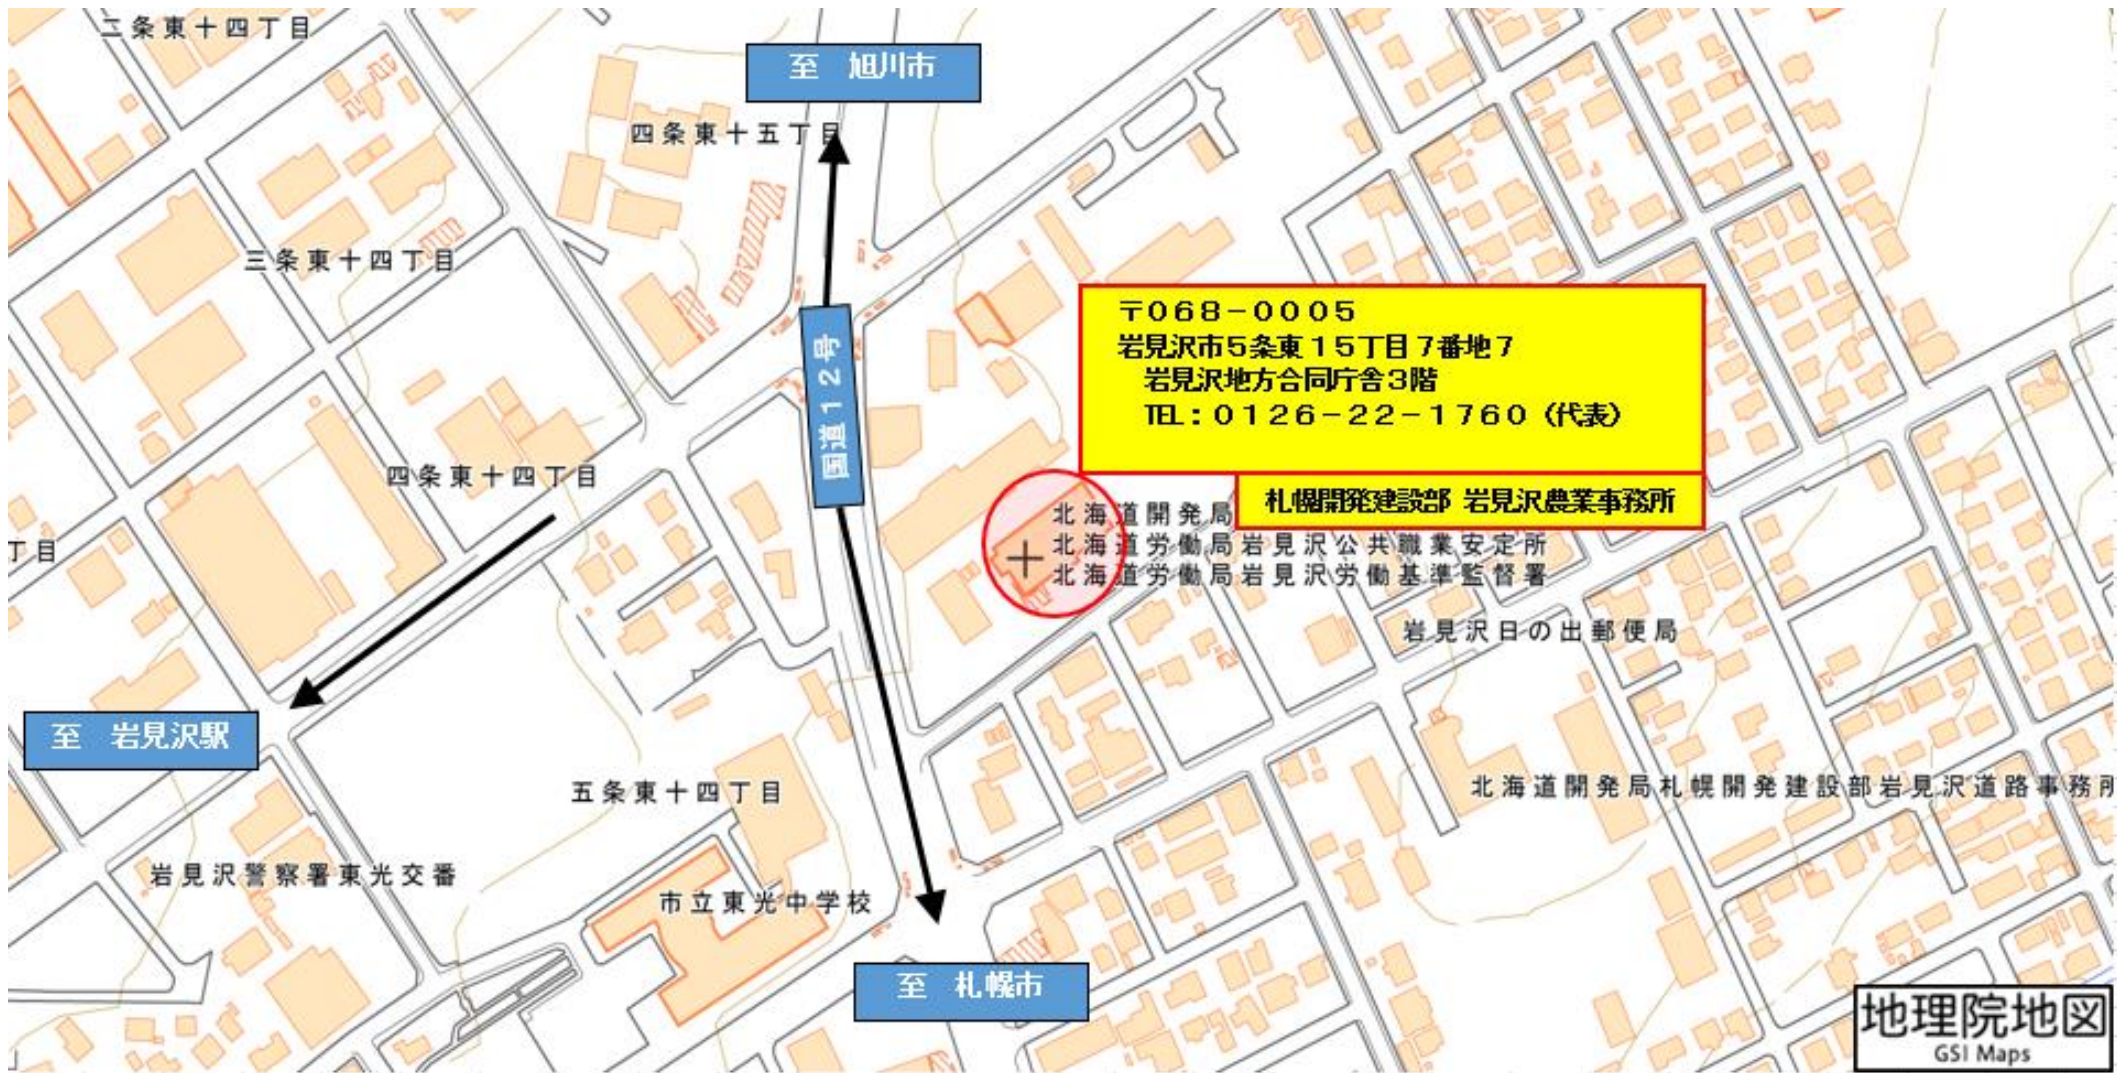 二条東十四丁目
至 旭川市
四条東十五丁目
三条東十四丁目
〒068-0005
岩見沢市5条東15丁目7番地7
岩見沢地方合同庁舎3階
TEL:0126-22-1760(代表)
国道12号
四条東十四丁目
札幌開発建設部 岩見沢農業事務所
北海道開発局
北海道労働局岩見沢公共職業安定所
北海道労働局岩見沢労働基準監督署
丁目
岩見沢日の出郵便局
至 岩見沢駅
五条東十四丁目
北海道開発局札幌開発建設部岩見沢道路事務所
岩見沢警察署東光交番
市立東光中学校
至 札幌市
地理院地図
GSI Maps